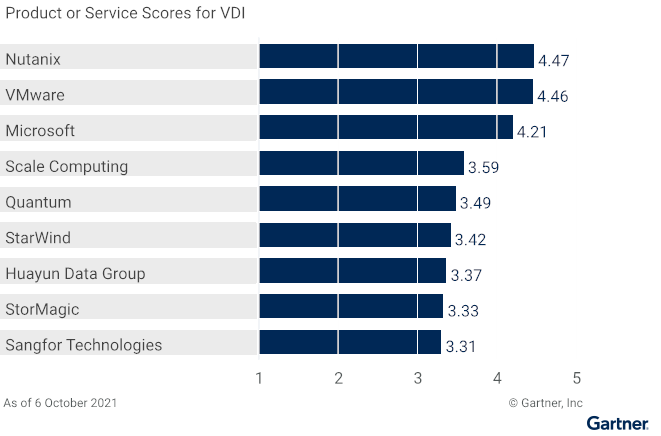 Product or Service Scores for VDI
Nutanix 4.47
VMware 4.46
Microsoft 4.21
Scale Computing 3.59
Quantum 3.49
StarWind 3.42
Huayun Data Group 3.37
StorMagic 3.33
Sangfor Technologies 3.31
1 2 3 4 5
As of 6 October 2021 © Gartner, Inc
Gartner